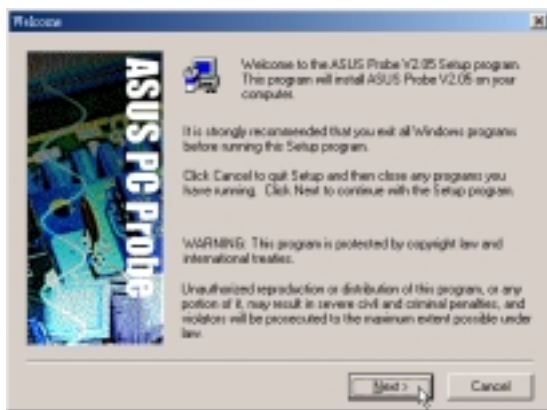 Welcome
ASUS PC Probe
Welcome to the ASUS Probe V2.05 Setup program.
This program will install ASUS Probe V2.05 on your
computer.
It is strongly recommended that you exit all Windows programs
before running this Setup program.
Click Cancel to quit Setup and then close any programs you
have running. Click Next to continue with the Setup program.
WARNING: This program is protected by copyright law and
international treaties.
Unauthorized reproduction or distribution of this program, or any
portion of it, may result in severe civil and criminal penalties, and
violators will be prosecuted to the maximum extent possible under
law.
Next >
Cancel